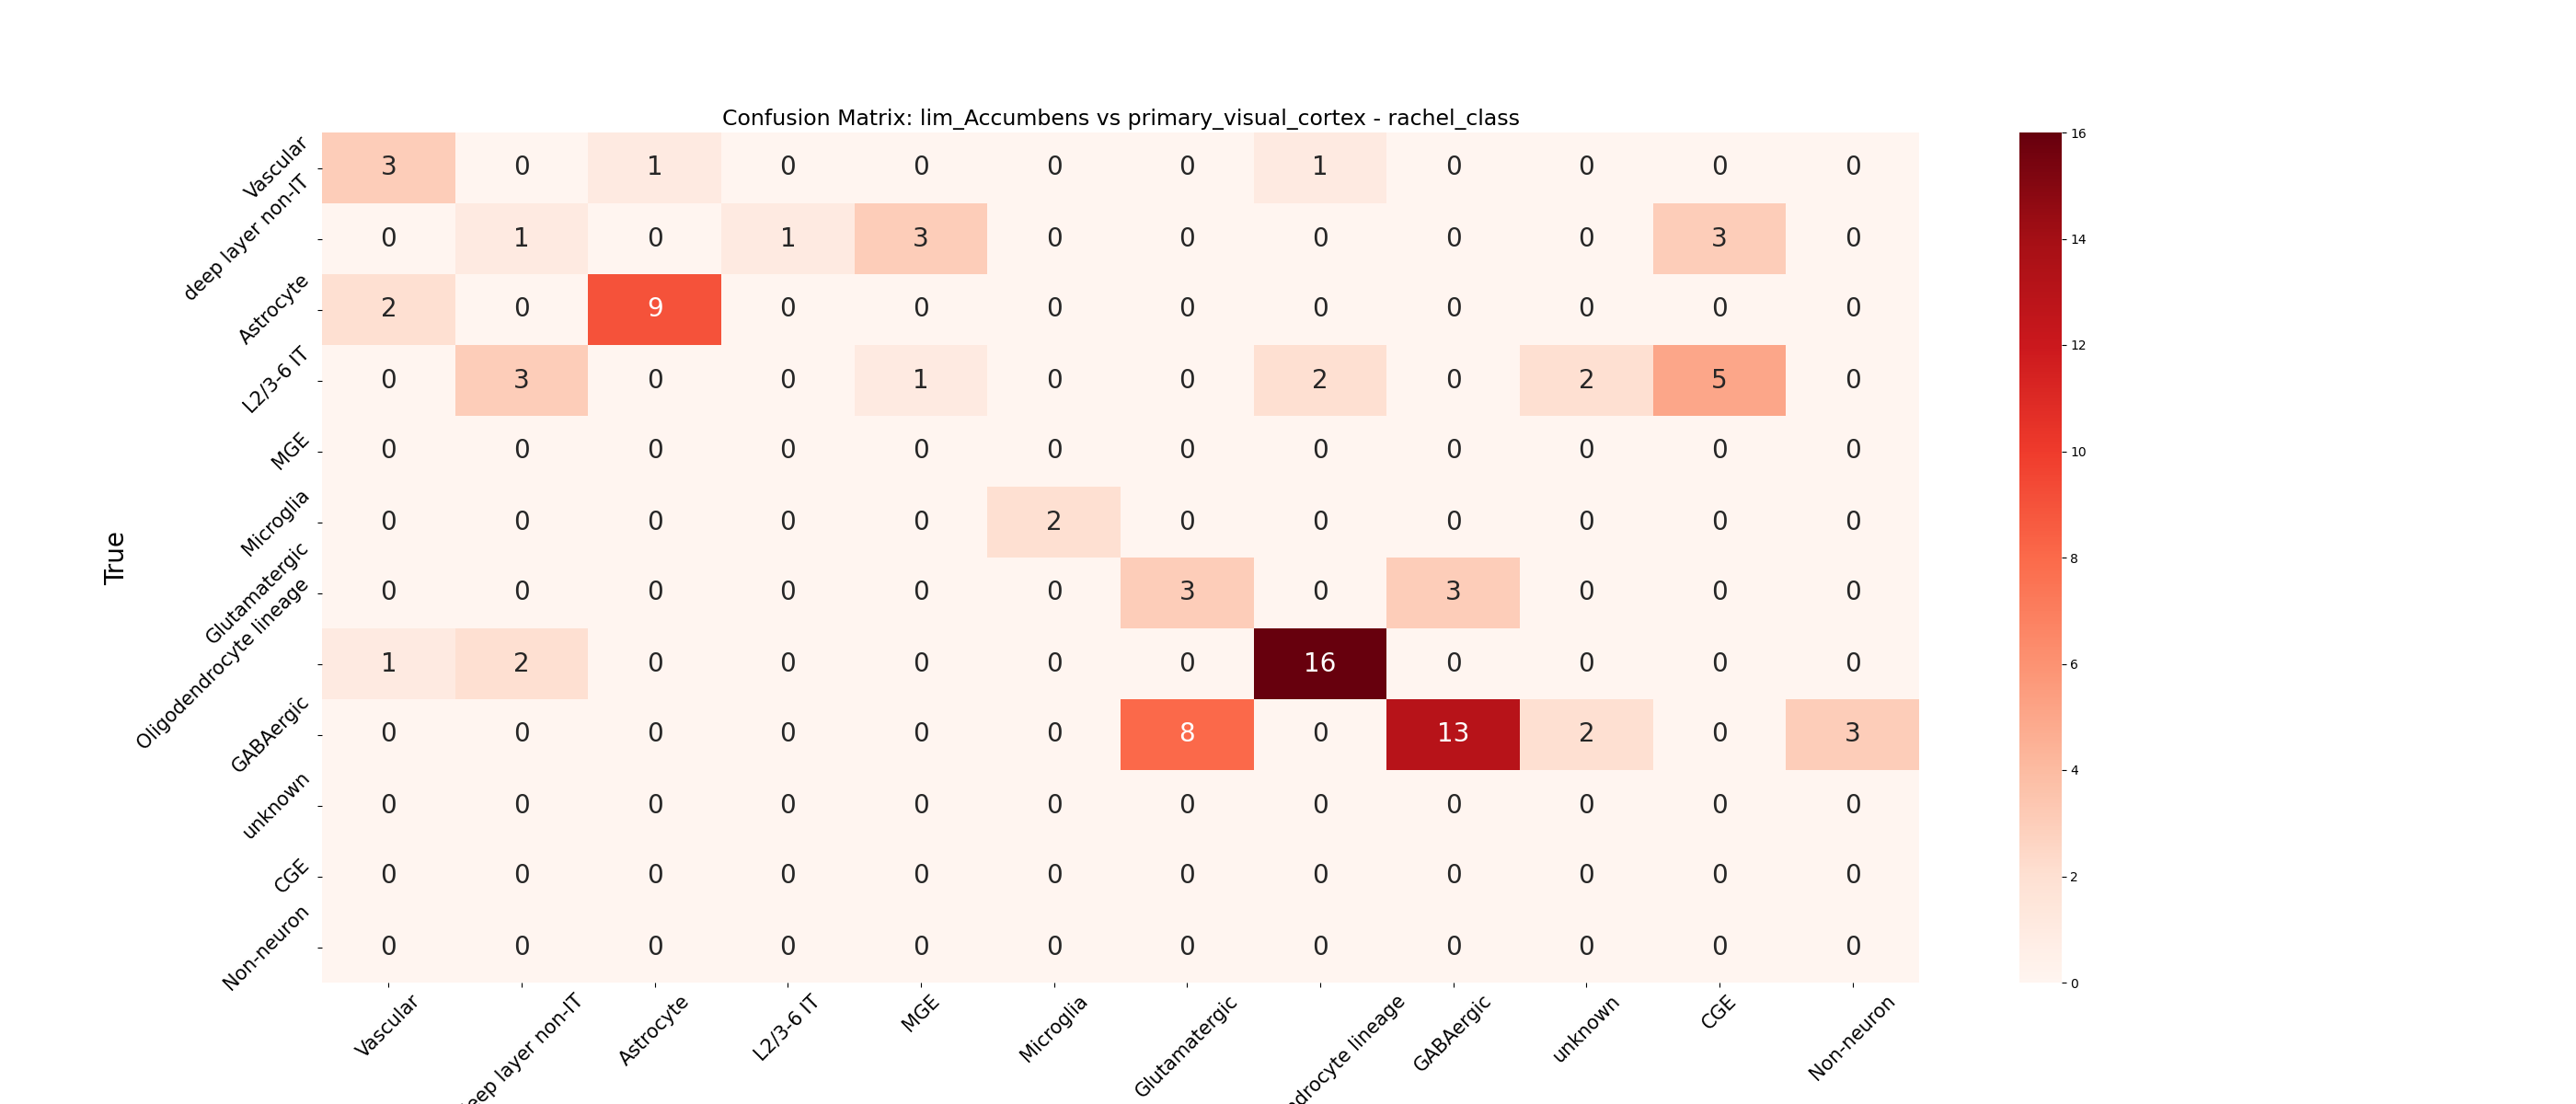 Confusion Matrix: lim_Accumbens vs primary_visual_cortex - rachel_class
True
Vascular 3 0 1 0 0 0 0 1 0 0 0 0
deep layer non-IT 0 1 0 1 3 0 0 0 0 0 3 0
Astrocyte 2 0 9 0 0 0 0 0 0 0 0 0
L2/3-6 IT 0 3 0 0 1 0 0 2 0 2 5 0
MGE 0 0 0 0 0 0 0 0 0 0 0 0
Microglia 0 0 0 0 0 2 0 0 0 0 0 0
Glutamatergic 0 0 0 0 0 0 3 0 3 0 0 0
Oligodendrocyte lineage 1 2 0 0 0 0 0 16 0 0 0 0
GABAergic 0 0 0 0 0 0 8 0 13 2 0 3
unknown 0 0 0 0 0 0 0 0 0 0 0 0
CGE 0 0 0 0 0 0 0 0 0 0 0 0
Non-neuron 0 0 0 0 0 0 0 0 0 0 0 0
Vascular
eep layer non-IT
Astrocyte
L2/3-6 IT
MGE
Microglia
Glutamatergic
ndrocyte lineage
GABAergic
unknown
CGE
Non-neuron
16
14
12
10
8
6
4
2
0